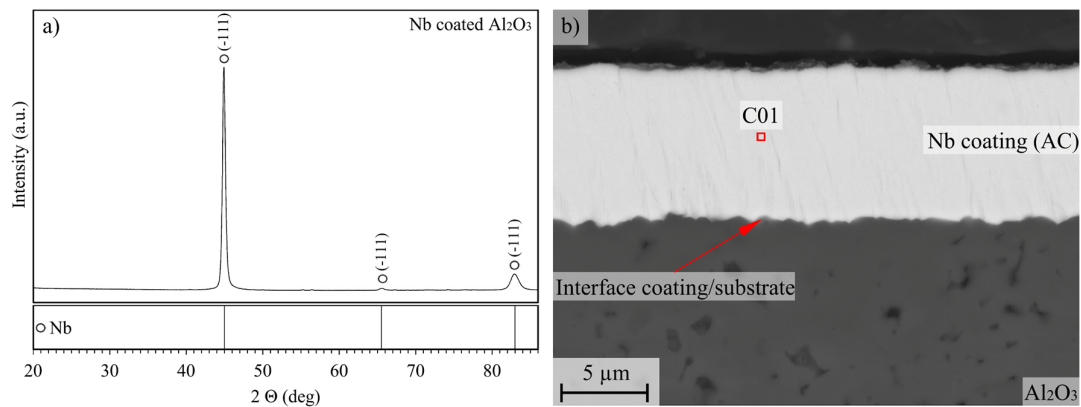 a)
Nb coated Al₂O₃
(-111)
(-111)
(-111)
Intensity (a.u.)
Nb
20 30 40 50 60 70 80
2 Θ (deg)
b)
C01
Nb coating (AC)
Interface coating/substrate
5 µm
Al₂O₃